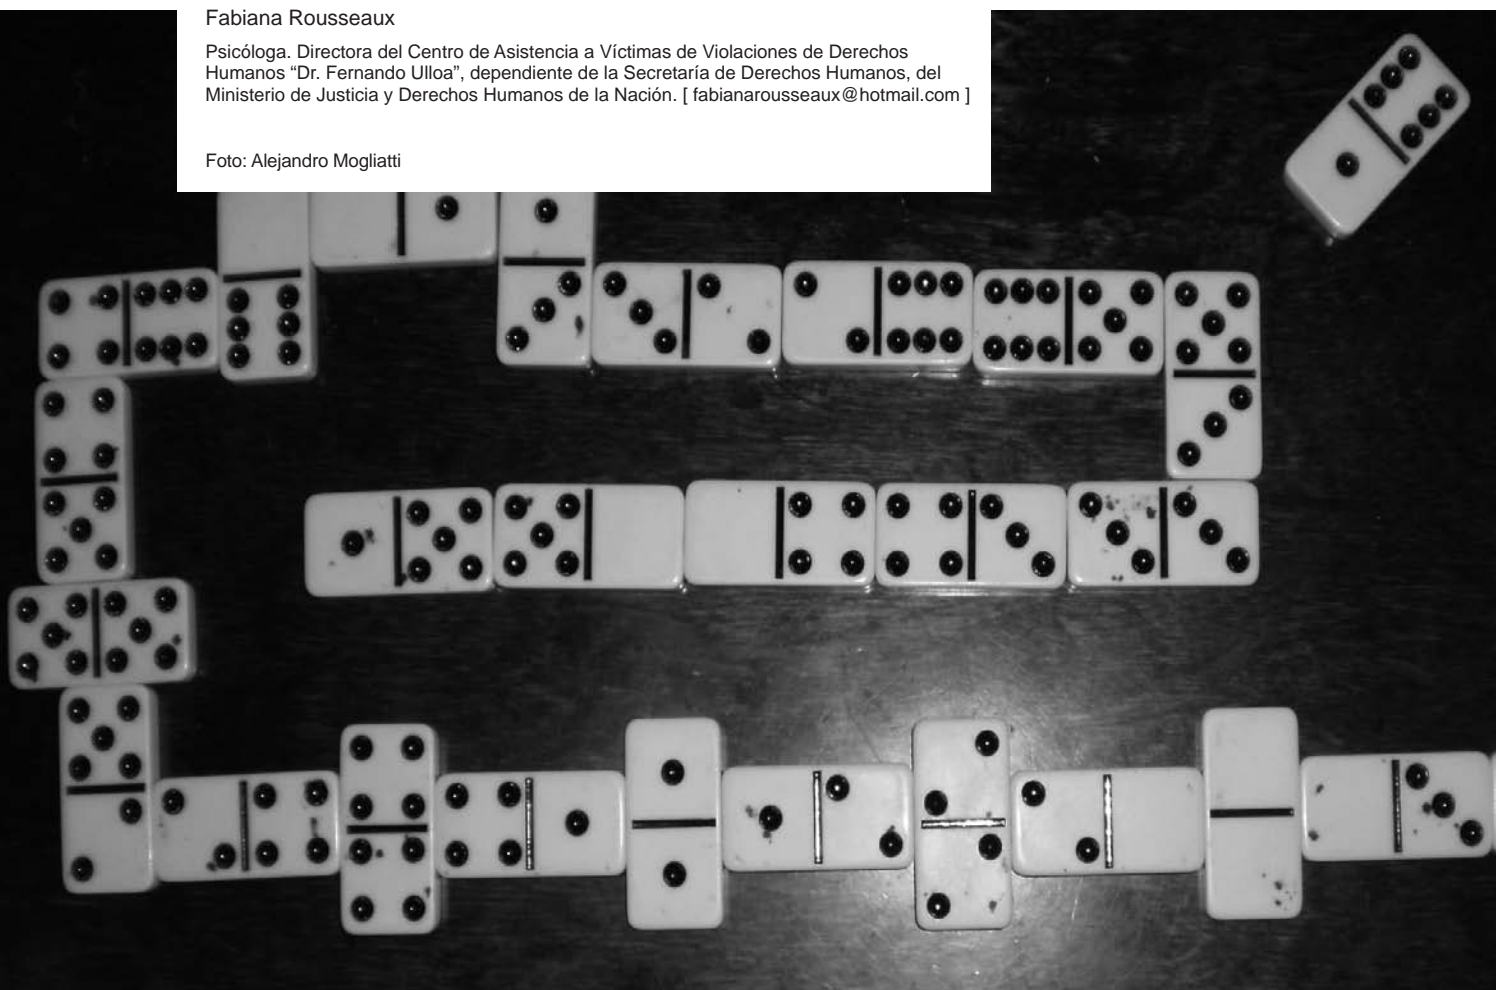 Fabiana Rousseaux
Psicóloga. Directora del Centro de Asistencia a Víctimas de Violaciones de Derechos
Humanos “Dr. Fernando Ulloa”, dependiente de la Secretaría de Derechos Humanos, del
Ministerio de Justicia y Derechos Humanos de la Nación. [ fabianarousseaux@hotmail.com ]
Foto: Alejandro Mogliatti